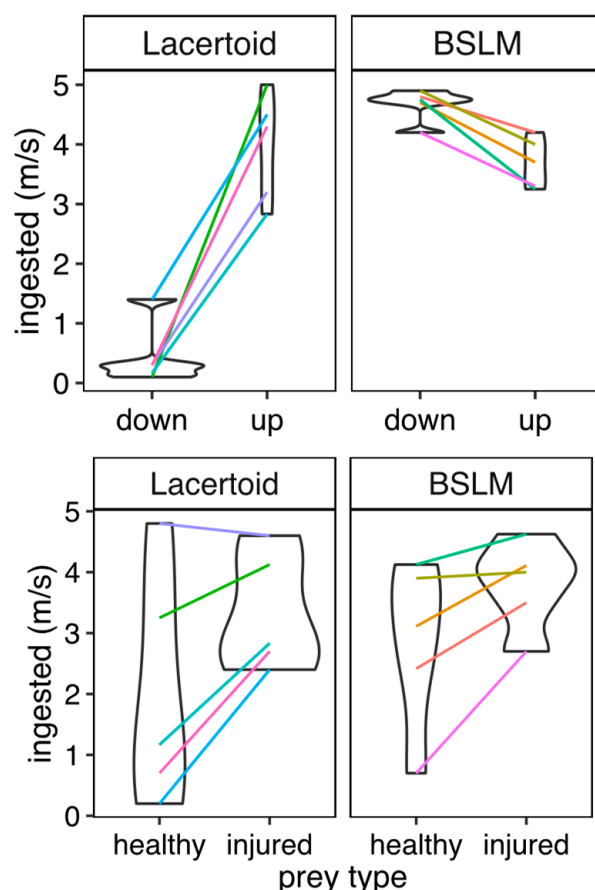 Lacertoid BSLM
ingested (m/s)
5
4
3
2
1
0
down up down up
Lacertoid BSLM
ingested (m/s)
5
4
3
2
1
0
healthy injured healthy injured
prey type